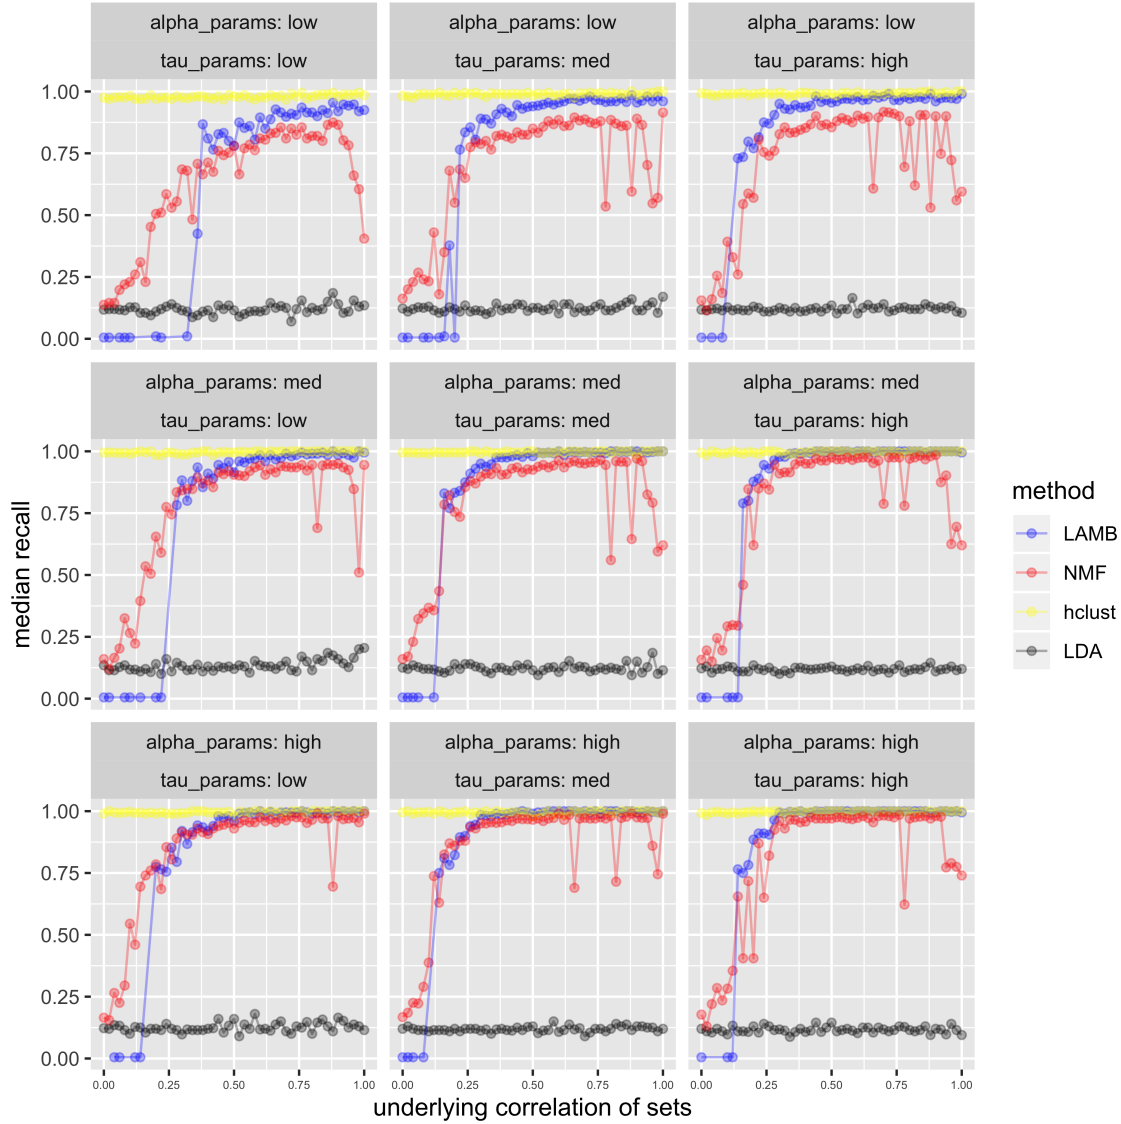 alpha_params: low
tau_params: low
alpha_params: low
tau_params: med
alpha_params: low
tau_params: high
1.00
0.75
0.50
0.25
0.00
alpha_params: med
tau_params: low
alpha_params: med
tau_params: med
alpha_params: med
tau_params: high
1.00
0.75
0.50
0.25
0.00
alpha_params: high
tau_params: low
alpha_params: high
tau_params: med
alpha_params: high
tau_params: high
1.00
0.75
0.50
0.25
0.00
0.00 0.25 0.50 0.75 1.00
0.00 0.25 0.50 0.75 1.00
0.00 0.25 0.50 0.75 1.00
underlying correlation of sets
median recall
method
LAMB
NMF
hclust
LDA